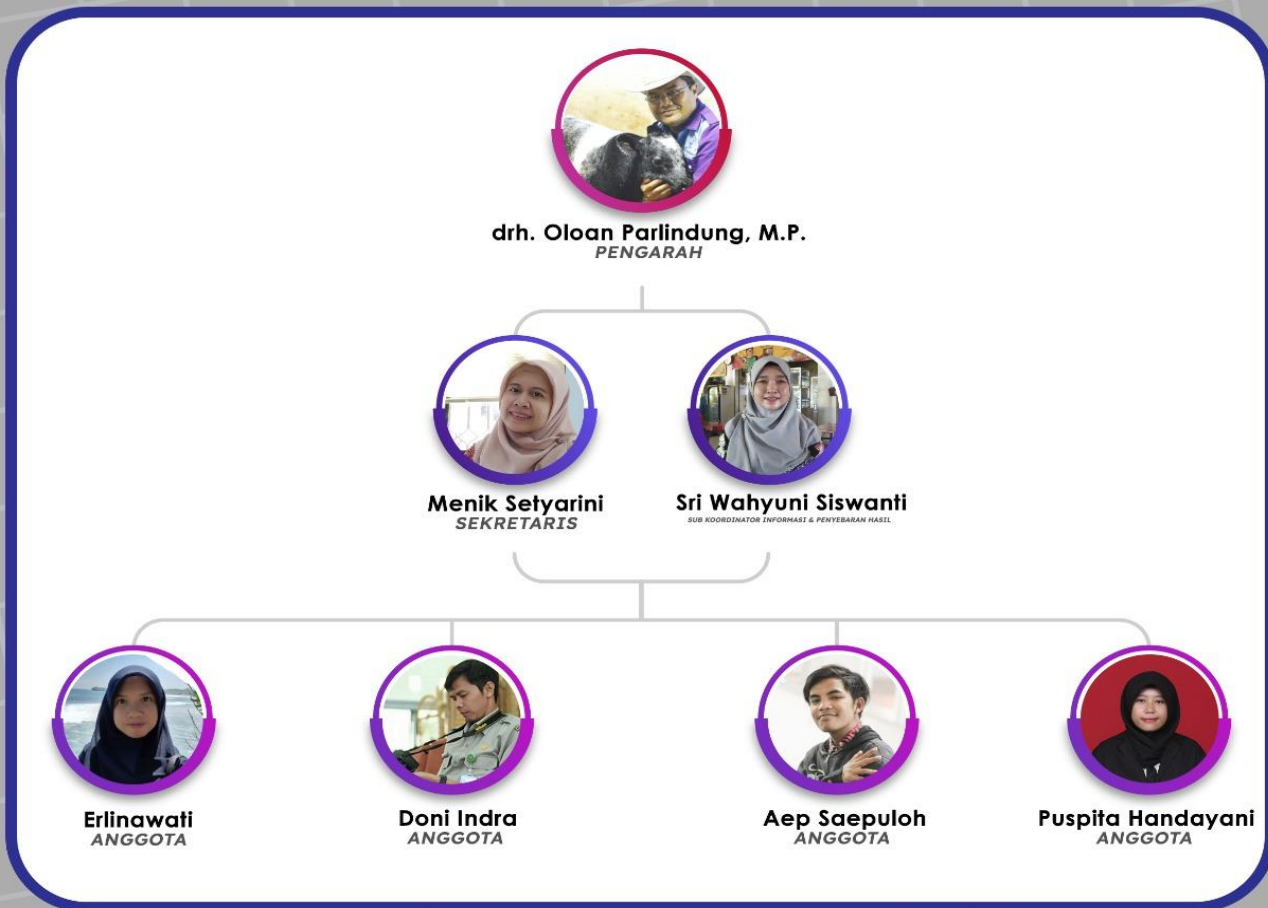 drh. Oloan Parlindung, M.P.
PENGARAH
Menik Setyarini
SEKRETARIS
Sri Wahyuni Siswanti
SUB KOORDINATOR INFORMASI & PENYEBARAN HASIL
Erlinawati
ANGGOTA
Doni Indra
ANGGOTA
Aep Saepuloh
ANGGOTA
Puspita Handayani
ANGGOTA